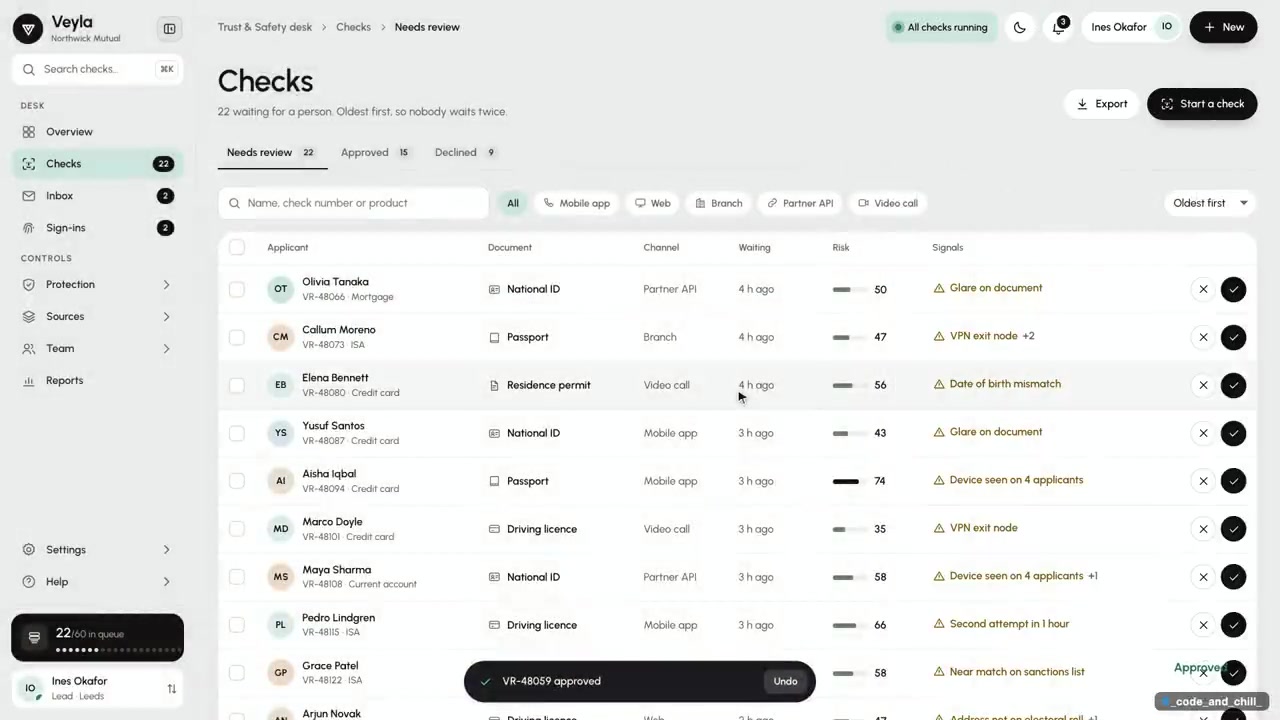 Veyla
Northwick Mutual
Search checks...
⌘K
DESK
Overview
Checks
22
Inbox
2
Sign-ins
2
CONTROLS
Protection
Sources
Team
Reports
Settings
Help
22/60 in queue
IO
Ines Okafor
Lead · Leeds
Trust & Safety desk > Checks > Needs review
All checks running
3
Ines Okafor
IO
+ New
Checks
22 waiting for a person. Oldest first, so nobody waits twice.
Export
Start a check
Needs review 22
Approved 15
Declined 9
Name, check number or product
All
Mobile app
Web
Branch
Partner API
Video call
Oldest first
Applicant Document Channel Waiting Risk Signals
OT Olivia Tanaka National ID Partner API 4 h ago 50 Glare on document
VR-48066 · Mortgage
CM Callum Moreno Passport Branch 4 h ago 47 VPN exit node +2
VR-48073 · ISA
EB Elena Bennett Residence permit Video call 4 h ago 56 Date of birth mismatch
VR-48080 · Credit card
YS Yusuf Santos National ID Mobile app 3 h ago 43 Glare on document
VR-48087 · Credit card
AI Aisha Iqbal Passport Mobile app 3 h ago 74 Device seen on 4 applicants
VR-48094 · Credit card
MD Marco Doyle Driving licence Video call 3 h ago 35 VPN exit node
VR-48101 · Credit card
MS Maya Sharma National ID Partner API 3 h ago 58 Device seen on 4 applicants +1
VR-48108 · Current account
PL Pedro Lindgren Driving licence Mobile app 3 h ago 66 Second attempt in 1 hour
VR-48115 · ISA
GP Grace Patel 58 Near match on sanctions list
VR-48122 · ISA
Approved
VR-48059 approved
Undo
Arjun Novak
_code_and_chill_